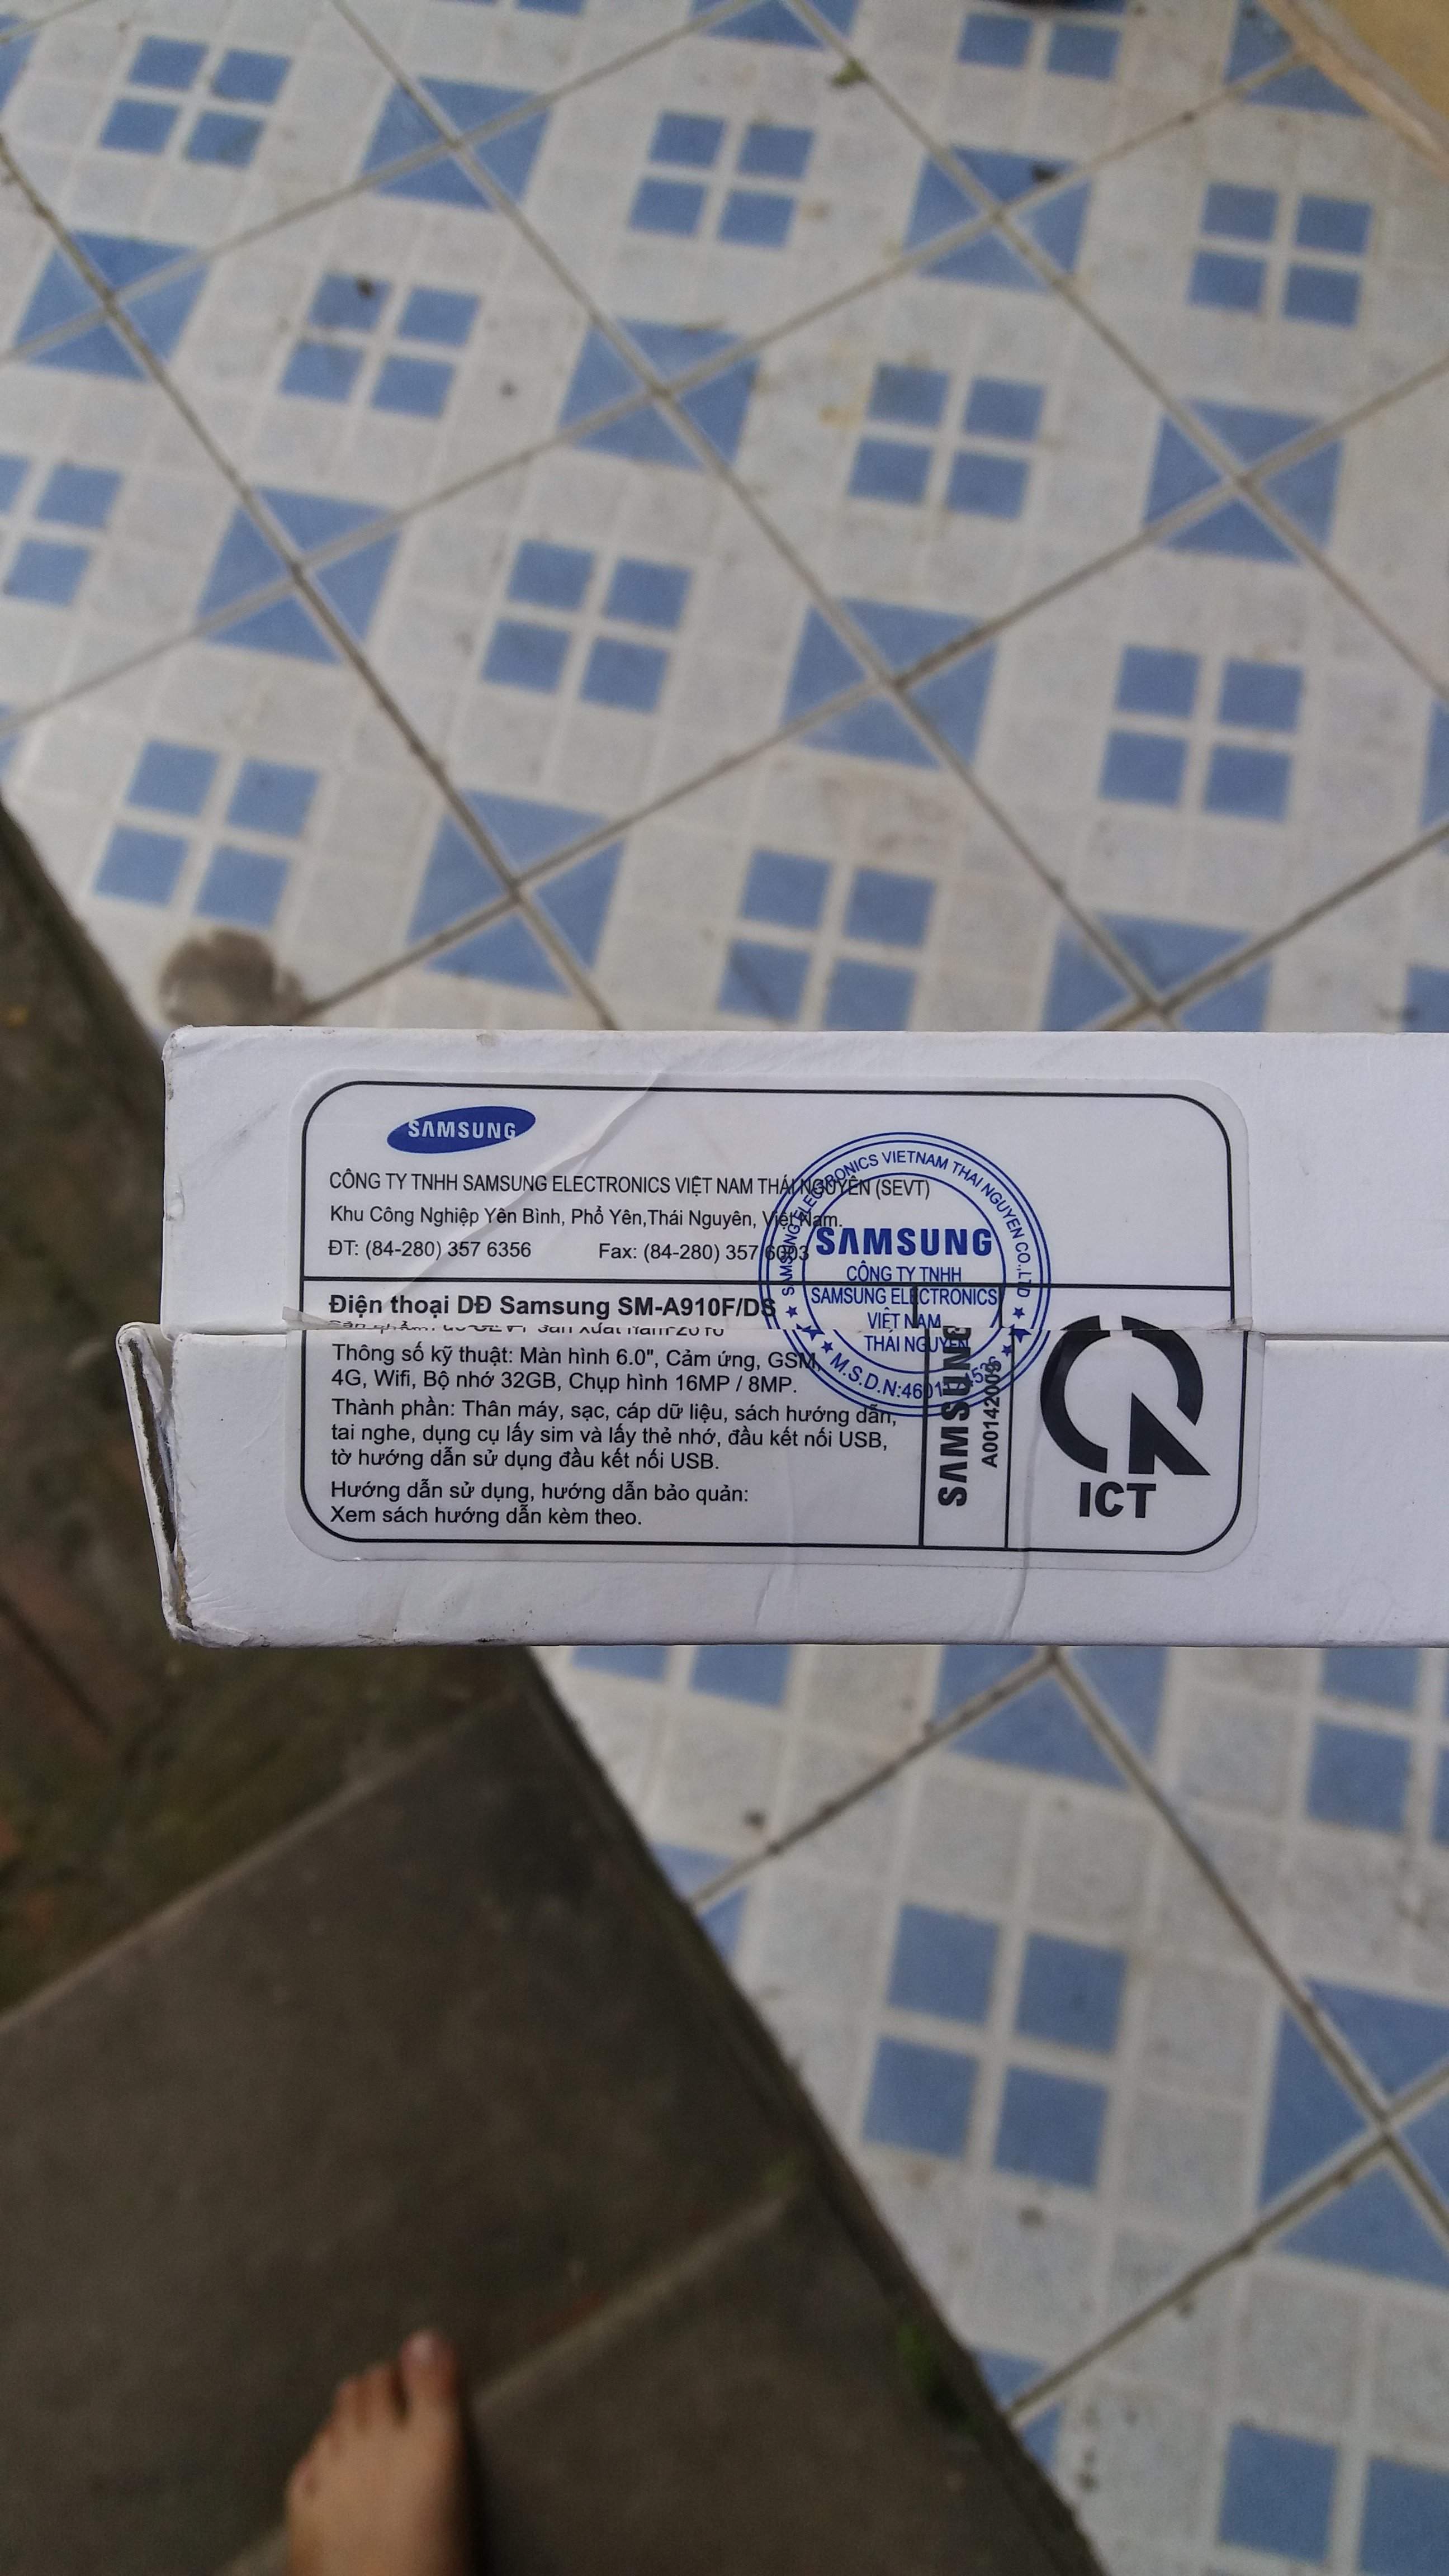 SAMSUNG
CÔNG TY TNHH SAMSUNG ELECTRONICS VIỆT NAM THÁI NGUYÊN (SEVT)
Khu Công Nghiệp Yên Bình, Phổ Yên,Thái Nguyên, Việt Nam.
ĐT: (84-280) 357 6356 Fax: (84-280) 357 6093
Điện thoại DĐ Samsung SM-A910F/DS
Thông số kỹ thuật: Màn hình 6.0", Cảm ứng, GSM,
4G, Wifi, Bộ nhớ 32GB, Chụp hình 16MP / 8MP.
Thành phần: Thân máy, sạc, cáp dữ liệu, sách hướng dẫn,
tai nghe, dụng cụ lấy sim và lấy thẻ nhớ, đầu kết nối USB,
tờ hướng dẫn sử dụng đầu kết nối USB.
Hướng dẫn sử dụng, hướng dẫn bảo quản:
Xem sách hướng dẫn kèm theo.
SAMSUNG ELECTRONICS VIETNAM THAI NGUYEN CO.,LTD
SAMSUNG
CÔNG TY TNHH
SAMSUNG ELECTRONICS
VIỆT NAM
THÁI NGUYÊN
SAMSUNG
ICT